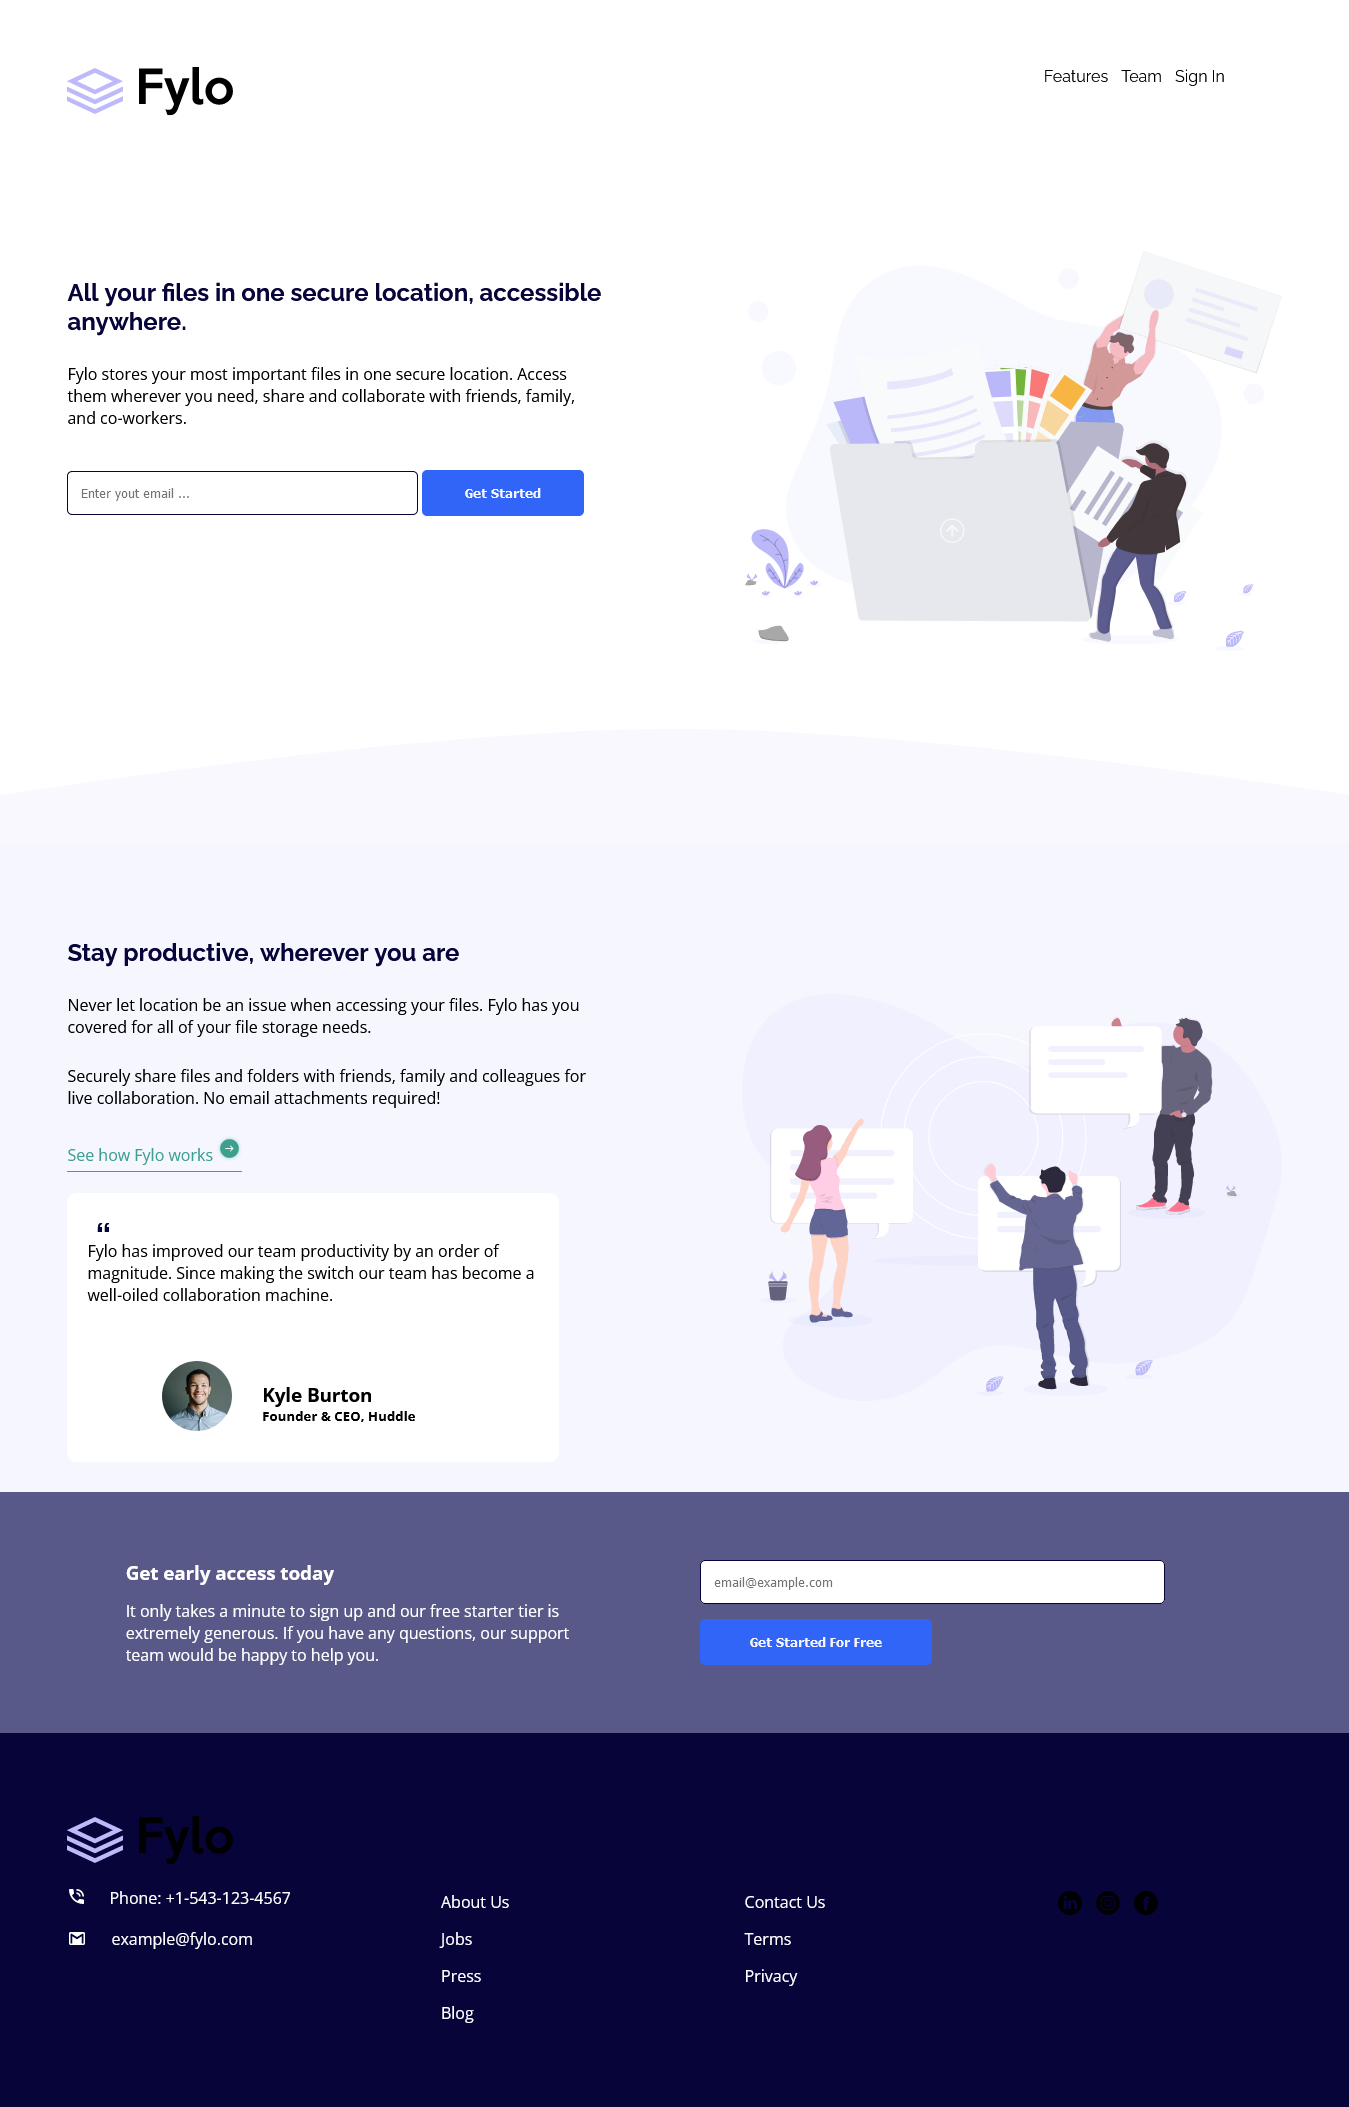 Fylo
Features Team Sign In
All your files in one secure location, accessible
anywhere.
Fylo stores your most important files in one secure location. Access
them wherever you need, share and collaborate with friends, family,
and co-workers.
Enter yout email ...
Get Started
Stay productive, wherever you are
Never let location be an issue when accessing your files. Fylo has you
covered for all of your file storage needs.
Securely share files and folders with friends, family and colleagues for
live collaboration. No email attachments required!
See how Fylo works
“
Fylo has improved our team productivity by an order of
magnitude. Since making the switch our team has become a
well-oiled collaboration machine.
Kyle Burton
Founder & CEO, Huddle
Get early access today
It only takes a minute to sign up and our free starter tier is
extremely generous. If you have any questions, our support
team would be happy to help you.
email@example.com
Get Started For Free
Fylo
Phone: +1-543-123-4567
example@fylo.com
About Us
Jobs
Press
Blog
Contact Us
Terms
Privacy